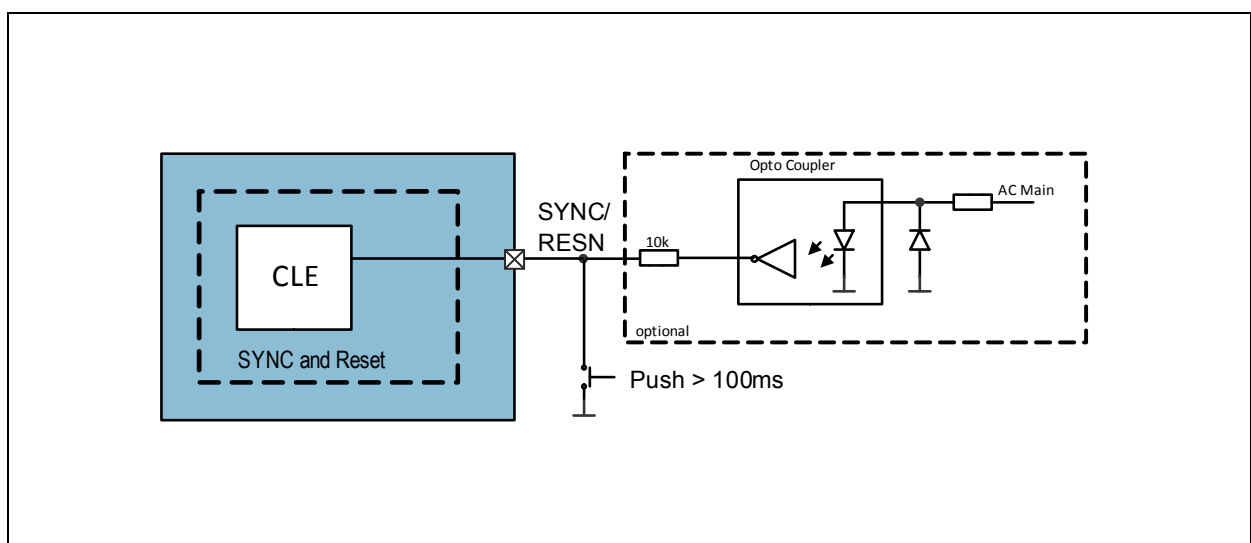 Opto Coupler
AC Main
SYNC/
RESN
10k
CLE
optional
SYNC and Reset
Push > 100ms